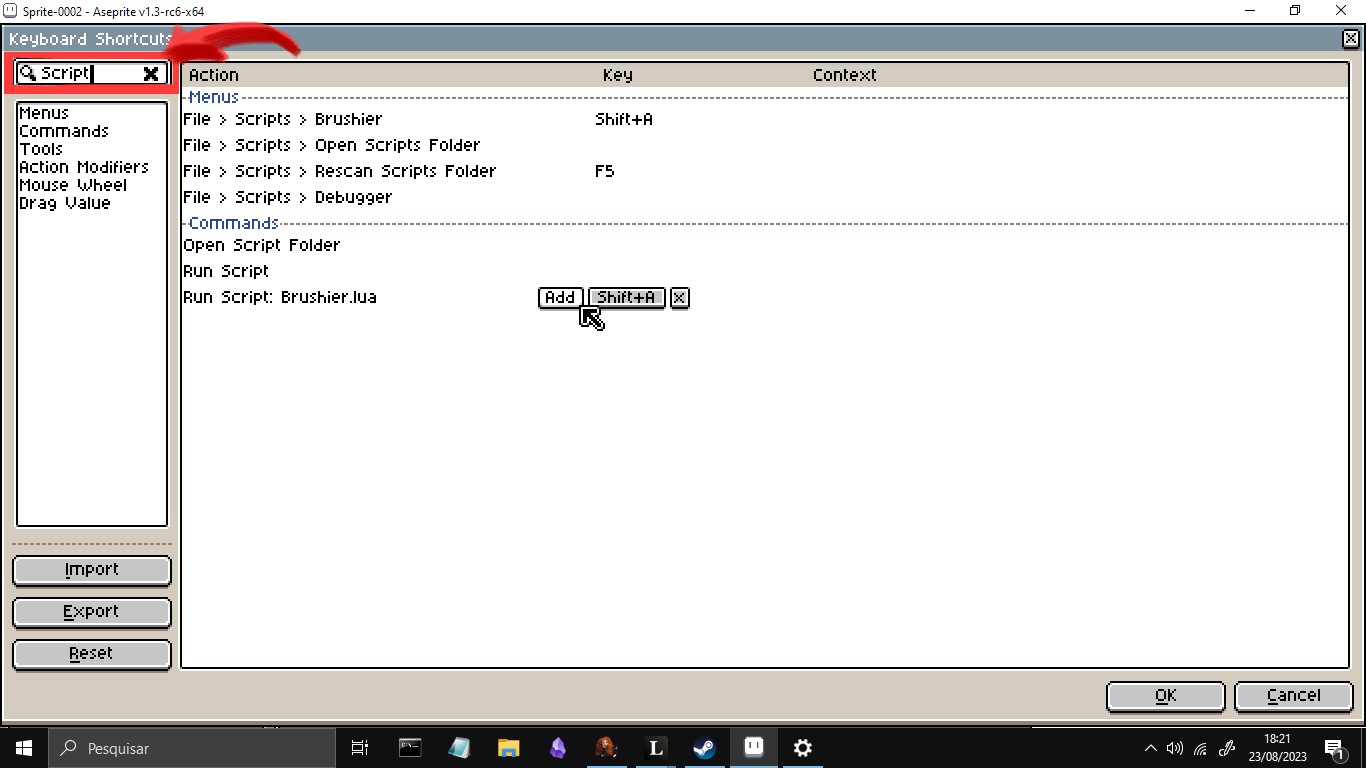 Sprite-0002 - Aseprite v1.3-rc6-x64
Keyboard Shortcuts
Script
Action Key Context
Menus
File > Scripts > Brushier Shift+A
File > Scripts > Open Scripts Folder
File > Scripts > Rescan Scripts Folder F5
File > Scripts > Debugger
Commands
Open Script Folder
Run Script
Run Script: Brushier.lua Add Shift+A
Menus
Commands
Tools
Action Modifiers
Mouse Wheel
Drag Value
Import
Export
Reset
OK Cancel
Pesquisar
L
18:21
23/08/2023
1